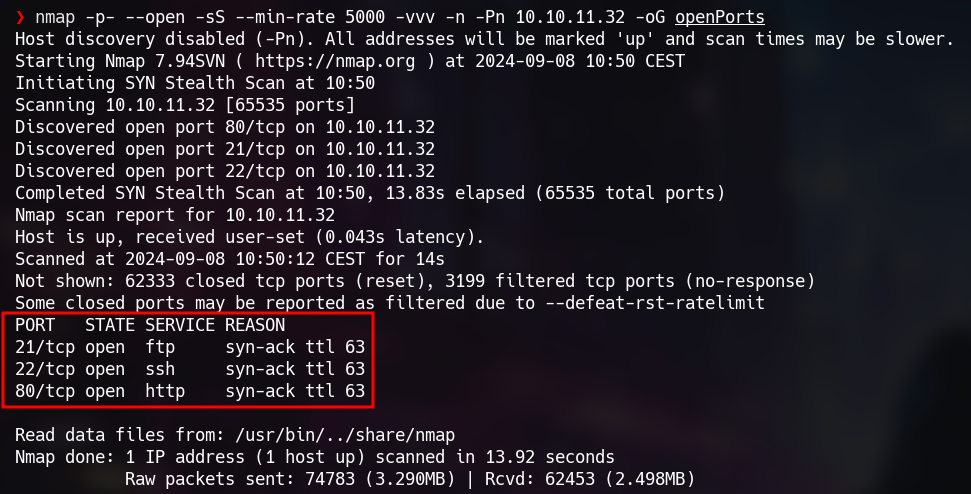 ❯ nmap -p- --open -sS --min-rate 5000 -vvv -n -Pn 10.10.11.32 -oG openPorts
Host discovery disabled (-Pn). All addresses will be marked 'up' and scan times may be slower.
Starting Nmap 7.94SVN ( https://nmap.org ) at 2024-09-08 10:50 CEST
Initiating SYN Stealth Scan at 10:50
Scanning 10.10.11.32 [65535 ports]
Discovered open port 80/tcp on 10.10.11.32
Discovered open port 21/tcp on 10.10.11.32
Discovered open port 22/tcp on 10.10.11.32
Completed SYN Stealth Scan at 10:50, 13.83s elapsed (65535 total ports)
Nmap scan report for 10.10.11.32
Host is up, received user-set (0.043s latency).
Scanned at 2024-09-08 10:50:12 CEST for 14s
Not shown: 62333 closed tcp ports (reset), 3199 filtered tcp ports (no-response)
Some closed ports may be reported as filtered due to --defeat-rst-ratelimit
PORT   STATE SERVICE REASON
21/tcp open  ftp     syn-ack ttl 63
22/tcp open  ssh     syn-ack ttl 63
80/tcp open  http    syn-ack ttl 63
Read data files from: /usr/bin/../share/nmap
Nmap done: 1 IP address (1 host up) scanned in 13.92 seconds
           Raw packets sent: 74783 (3.290MB) | Rcvd: 62453 (2.498MB)